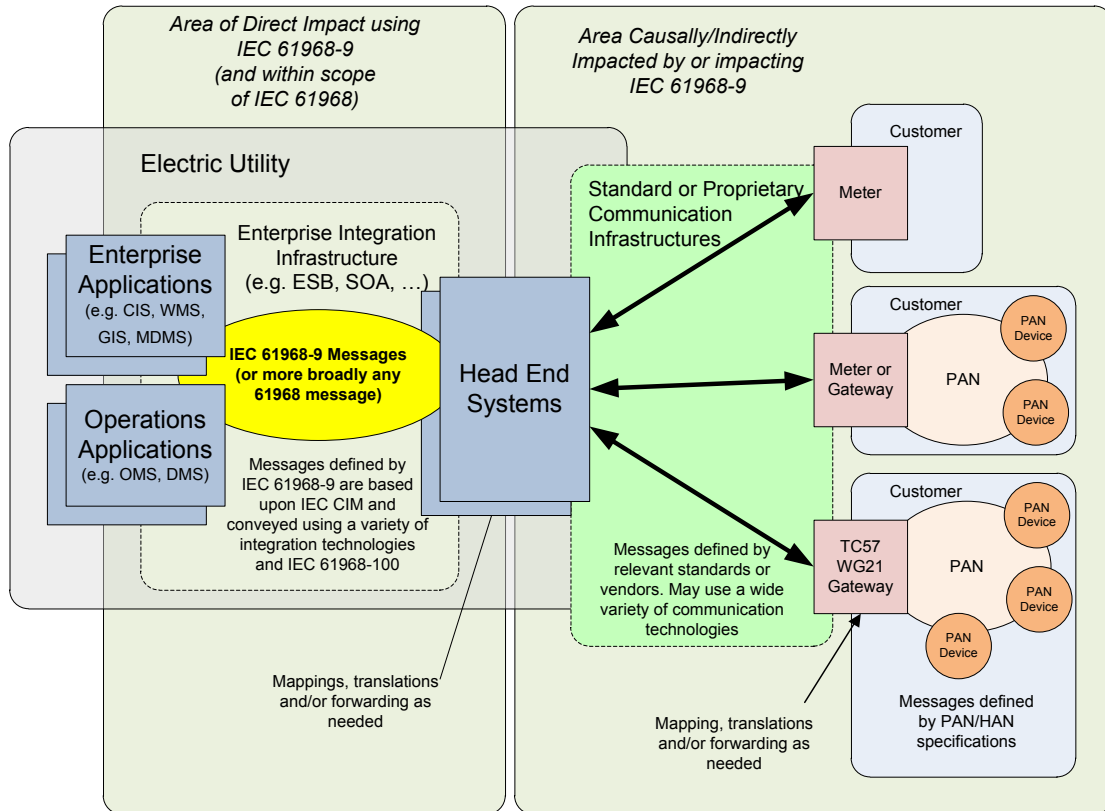 Area of Direct Impact using
IEC 61968-9
(and within scope
of IEC 61968)
Area Causally/Indirectly
Impacted by or impacting
IEC 61968-9
Electric Utility
Enterprise
Applications
(e.g. CIS, WMS,
GIS, MDMS)
Operations
Applications
(e.g. OMS, DMS)
Enterprise Integration
Infrastructure
(e.g. ESB, SOA, …)
IEC 61968-9 Messages
(or more broadly any
61968 message)
Messages defined by
IEC 61968-9 are based
upon IEC CIM and
conveyed using a variety of
integration technologies
and IEC 61968-100
Head End
Systems
Mappings, translations
and/or forwarding as
needed
Standard or Proprietary
Communication
Infrastructures
Messages defined by
relevant standards or
vendors. May use a wide
variety of communication
technologies
Customer
Meter
Customer
Meter or
Gateway
PAN
PAN
Device
PAN
Device
Customer
TC57
WG21
Gateway
PAN
PAN
Device
PAN
Device
PAN
Device
Messages defined
by PAN/HAN
specifications
Mapping, translations
and/or forwarding as
needed